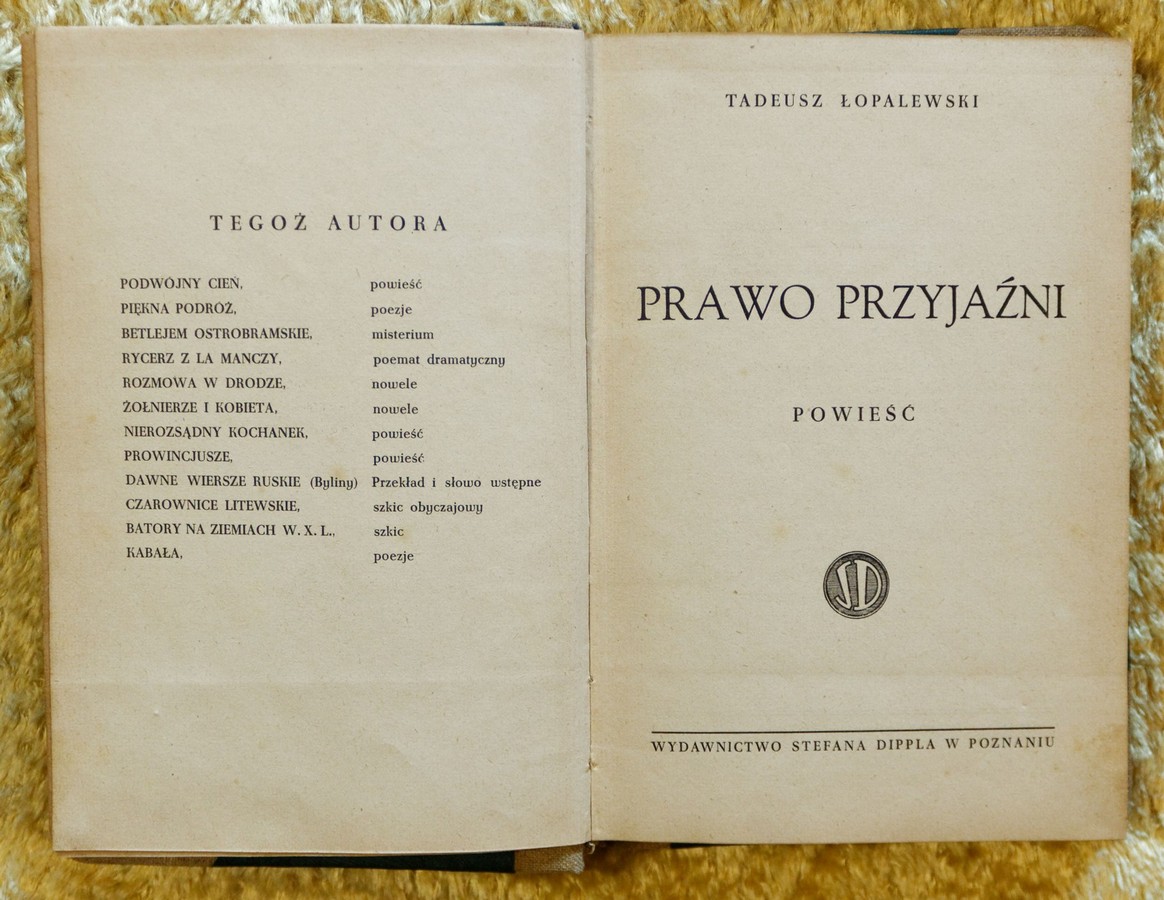 TEGOŻ AUTORA
PODWÓJNY CIEŃ, powieść
PIĘKNA PODRÓŻ, poezje
BETLEJEM OSTROBRAMSKIE, misterium
RYCERZ Z LA MANCZY, poemat dramatyczny
ROZMOWA W DRODZE, nowele
ŻOŁNIERZE I KOBIETA, nowele
NIEROZSĄDNY KOCHANEK, powieść
PROWINCJUSZE, powieść
DAWNE WIERSZE RUSKIE (Byliny) Przekład i słowo wstępne
CZAROWNICE LITEWSKIE, szkic obyczajowy
BATORY NA ZIEMIACH W. X. L., szkic
KABAŁA, poezje
TADEUSZ ŁOPALEWSKI
PRAWO PRZYJAŹNI
POWIEŚĆ
SD
WYDAWNICTWO STEFANA DIPPLA W POZNANIU